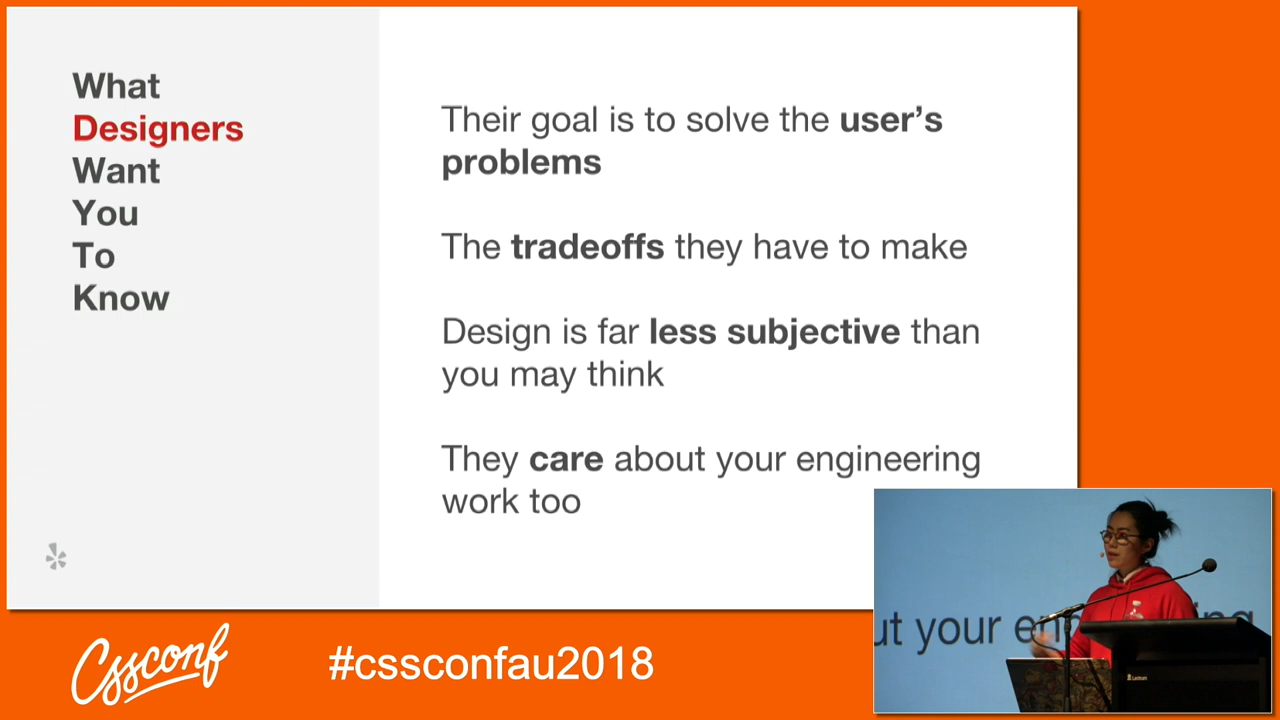 What
Designers
Want
You
To
Know
Their goal is to solve the user’s
problems
The tradeoffs they have to make
Design is far less subjective than
you may think
They care about your engineering
work too
ut your en
ng
Cssconf
#cssconfau2018